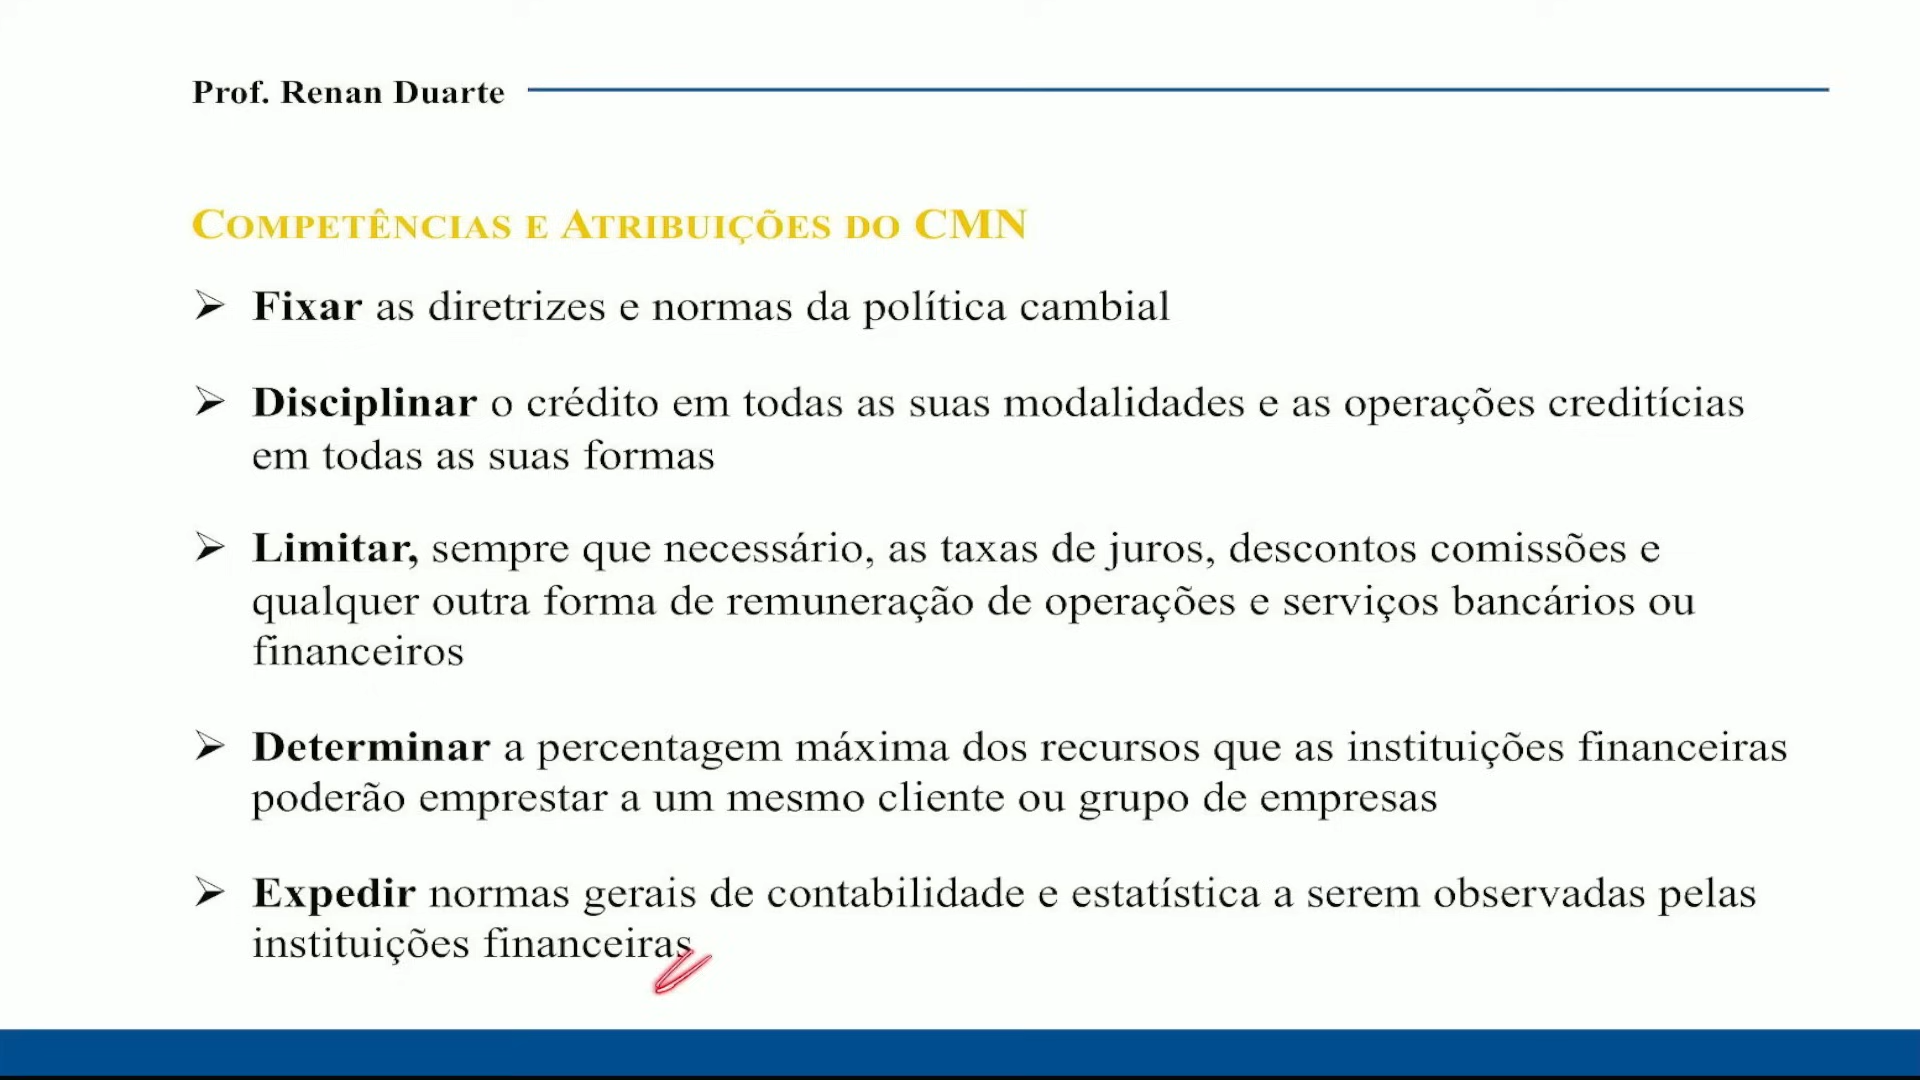 Prof. Renan Duarte
COMPETÊNCIAS E ATRIBUIÇÕES DO CMN
➢ Fixar as diretrizes e normas da política cambial
➢ Disciplinar o crédito em todas as suas modalidades e as operações creditícias
em todas as suas formas
➢ Limitar, sempre que necessário, as taxas de juros, descontos comissões e
qualquer outra forma de remuneração de operações e serviços bancários ou
financeiros
➢ Determinar a percentagem máxima dos recursos que as instituições financeiras
poderão emprestar a um mesmo cliente ou grupo de empresas
➢ Expedir normas gerais de contabilidade e estatística a serem observadas pelas
instituições financeiras